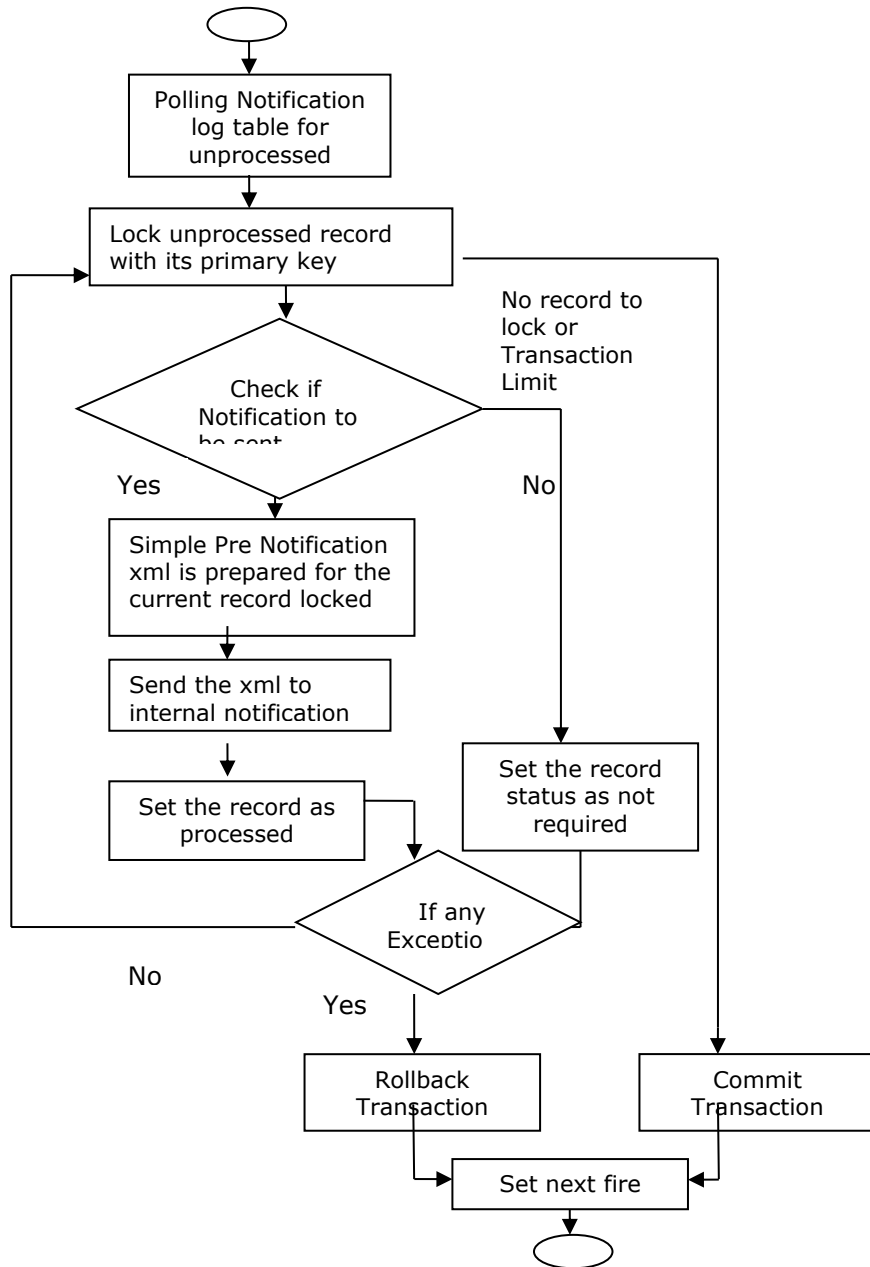 Polling Notification
log table for
unprocessed
Lock unprocessed record
with its primary key
No record to
lock or
Transaction
Limit
Check if
Notification to
be sent
Yes
No
Simple Pre Notification
xml is prepared for the
current record locked
Send the xml to
internal notification
Set the record
status as not
required
Set the record as
processed
If any
Exceptio
No
Yes
Rollback
Transaction
Commit
Transaction
Set next fire